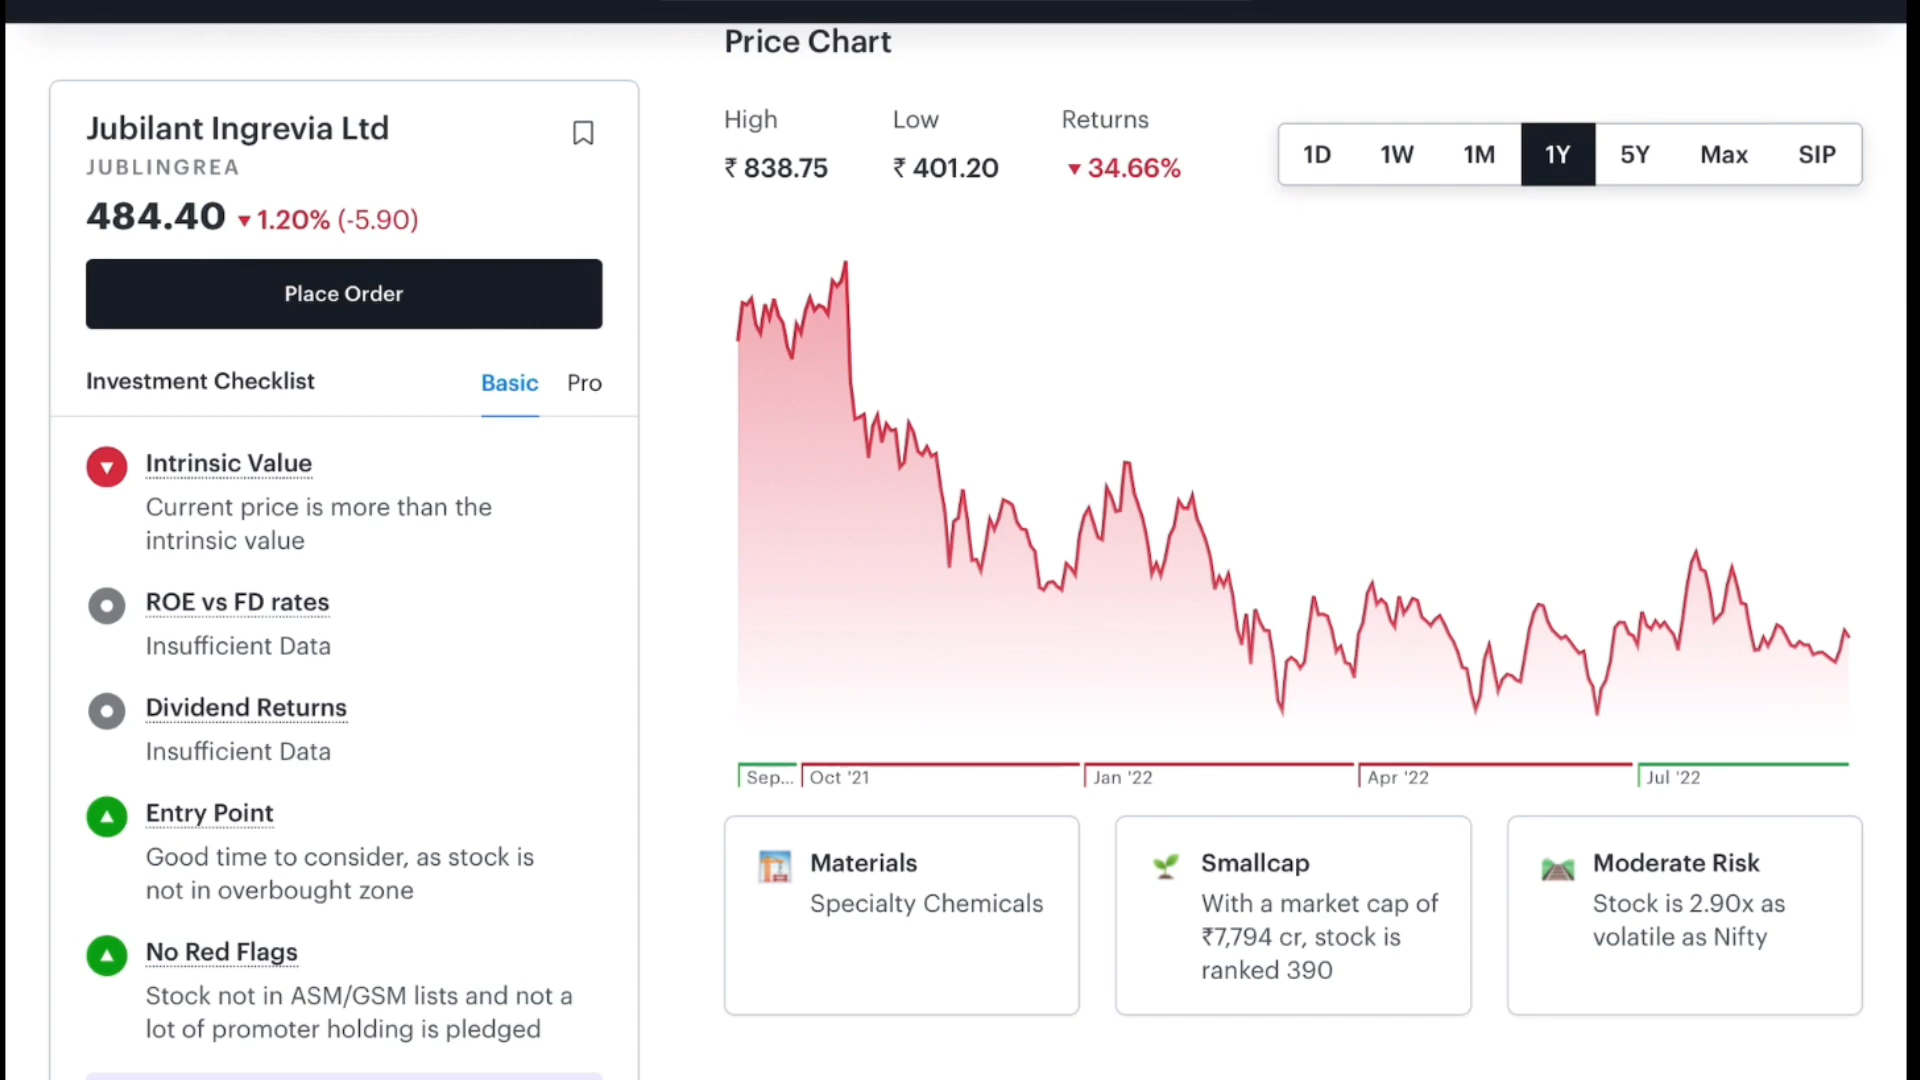 Price Chart
Jubilant Ingrevia Ltd
JUBLINGREA
484.40 ▼ 1.20% (-5.90)
Place Order
Investment Checklist
Basic
Pro
Intrinsic Value
Current price is more than the
intrinsic value
ROE vs FD rates
Insufficient Data
Dividend Returns
Insufficient Data
Entry Point
Good time to consider, as stock is
not in overbought zone
No Red Flags
Stock not in ASM/GSM lists and not a
lot of promoter holding is pledged
High
Low
Returns
₹ 838.75
₹ 401.20
▼ 34.66%
1D
1W
1M
1Y
5Y
Max
SIP
Sep...
Oct '21
Jan '22
Apr '22
Jul '22
Materials
Specialty Chemicals
Smallcap
With a market cap of
₹7,794 cr, stock is
ranked 390
Moderate Risk
Stock is 2.90x as
volatile as Nifty